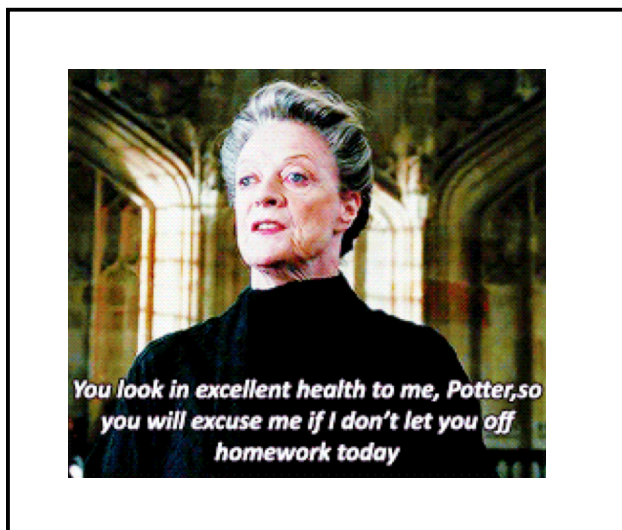 You look in excellent health to me, Potter,so
you will excuse me if I don't let you off
homework today